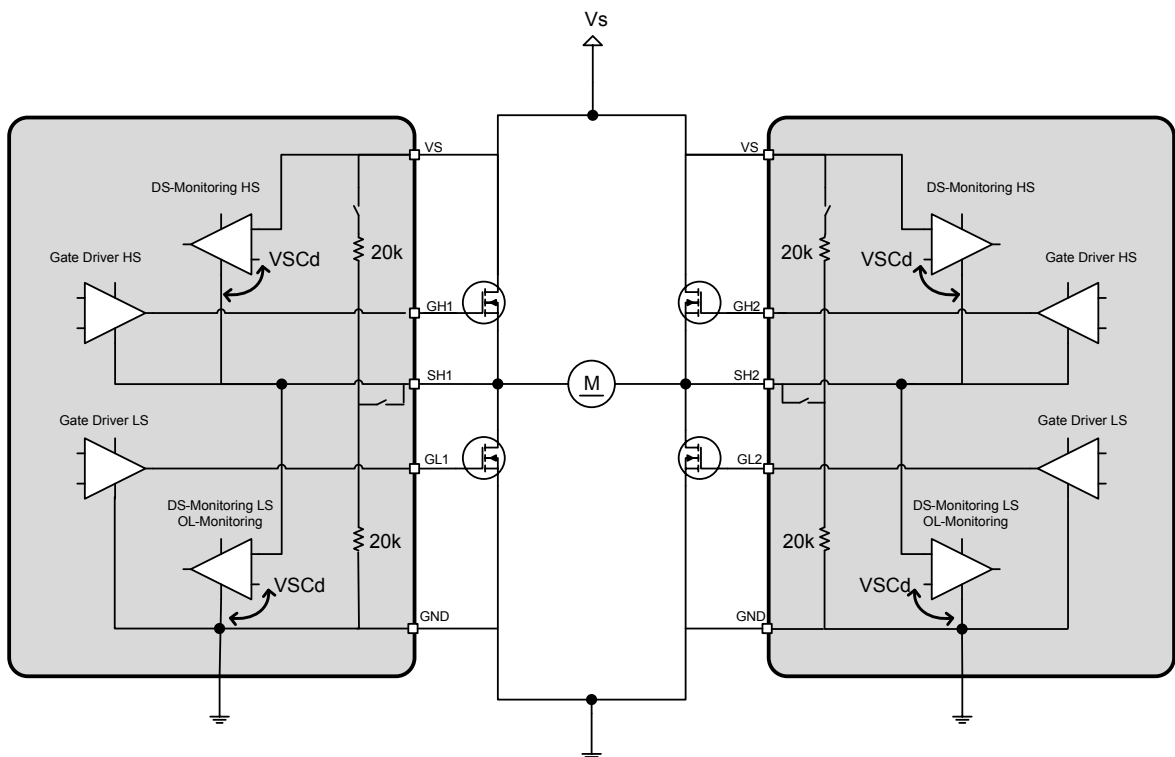 Vs
VS
VS
DS-Monitoring HS
DS-Monitoring HS
20k
20k
VSCd
VSCd
Gate Driver HS
Gate Driver HS
GH1
GH2
SH1
M
SH2
Gate Driver LS
Gate Driver LS
GL1
GL2
DS-Monitoring LS
OL-Monitoring
DS-Monitoring LS
OL-Monitoring
20k
20k
VSCd
VSCd
GND
GND